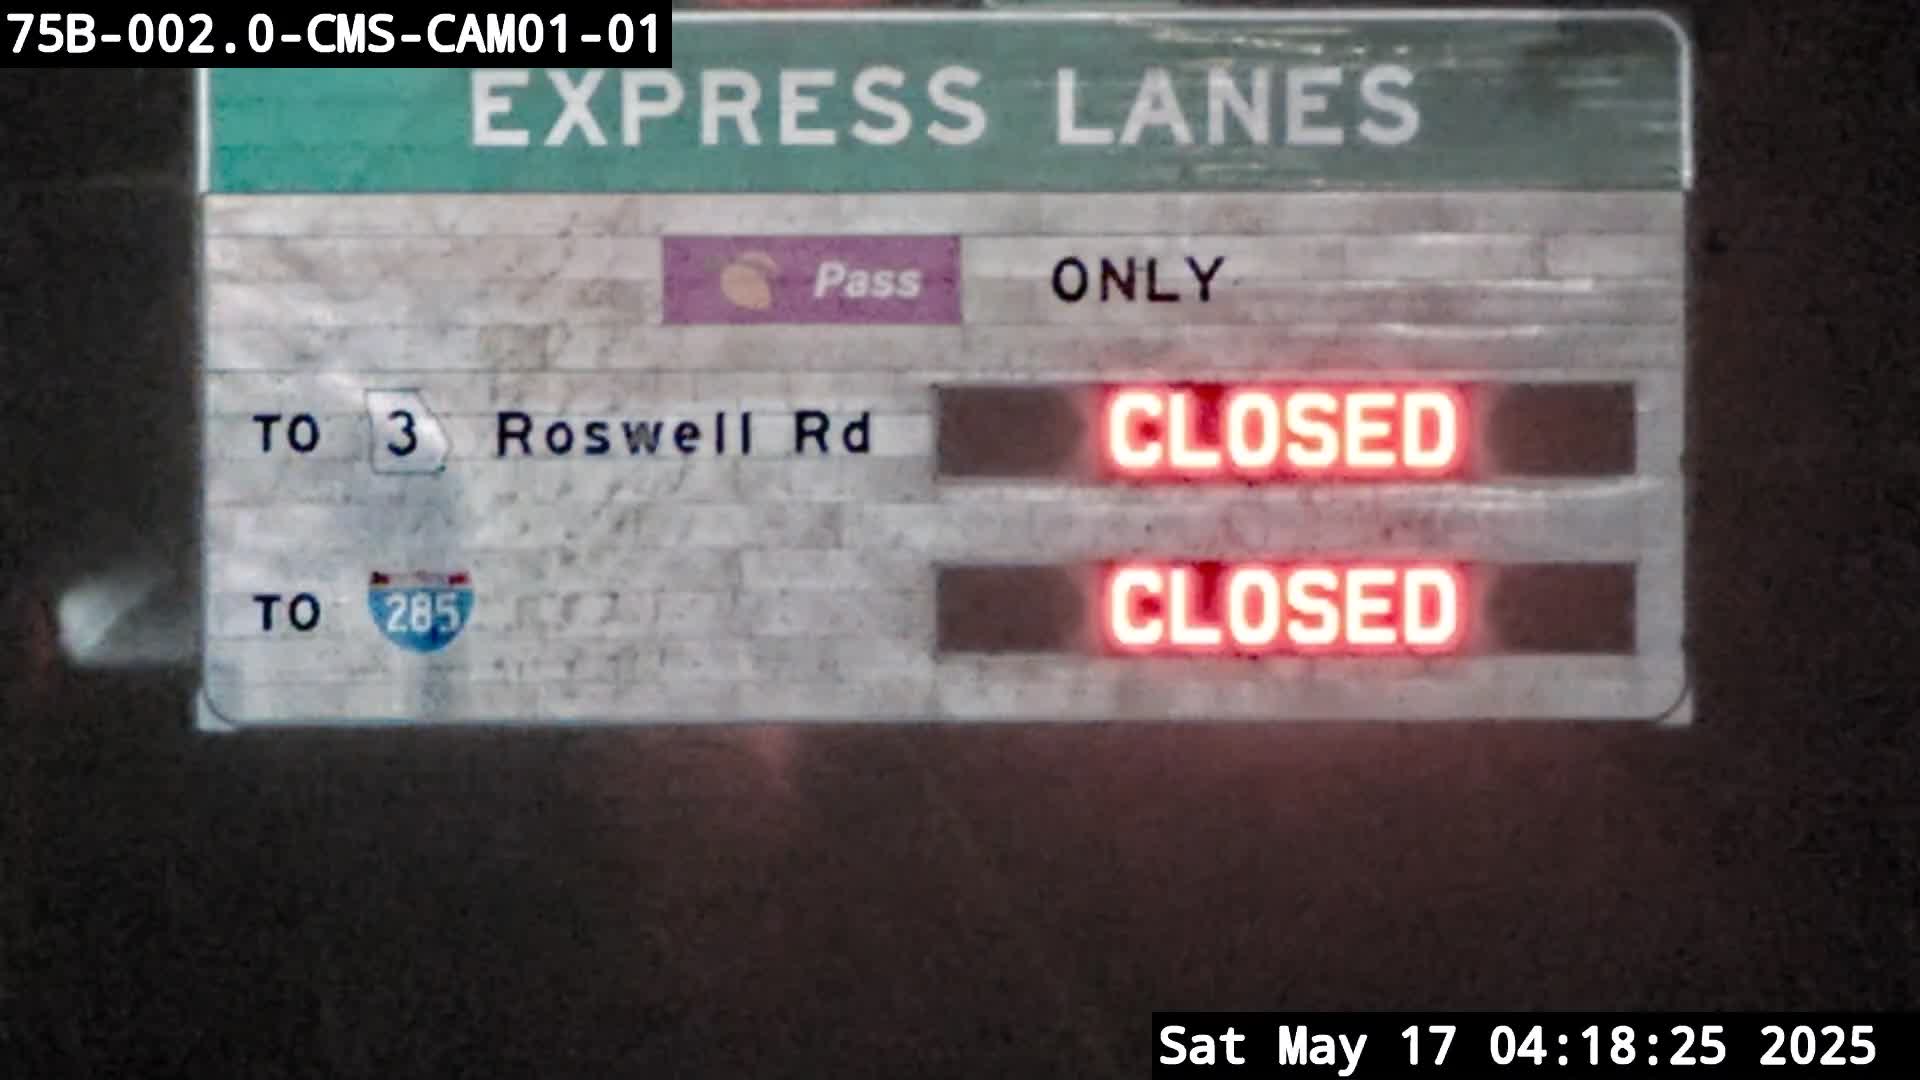 75B-002.0-CMS-CAM01-01
EXPRESS LANES
Pass ONLY
TO 3 Roswell Rd CLOSED
TO 285 CLOSED
Sat May 17 04:18:25 2025